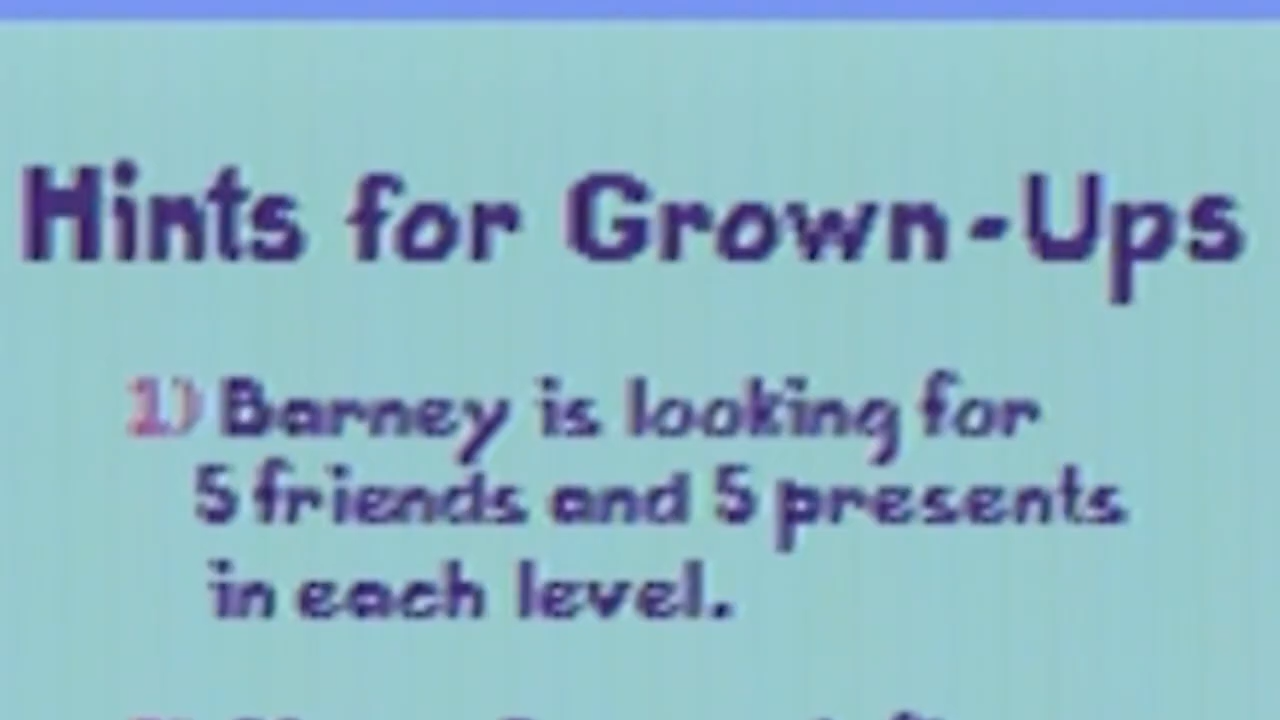 Hints for Grown-Ups
1) Barney is looking for
5 friends and 5 presents
in each level.